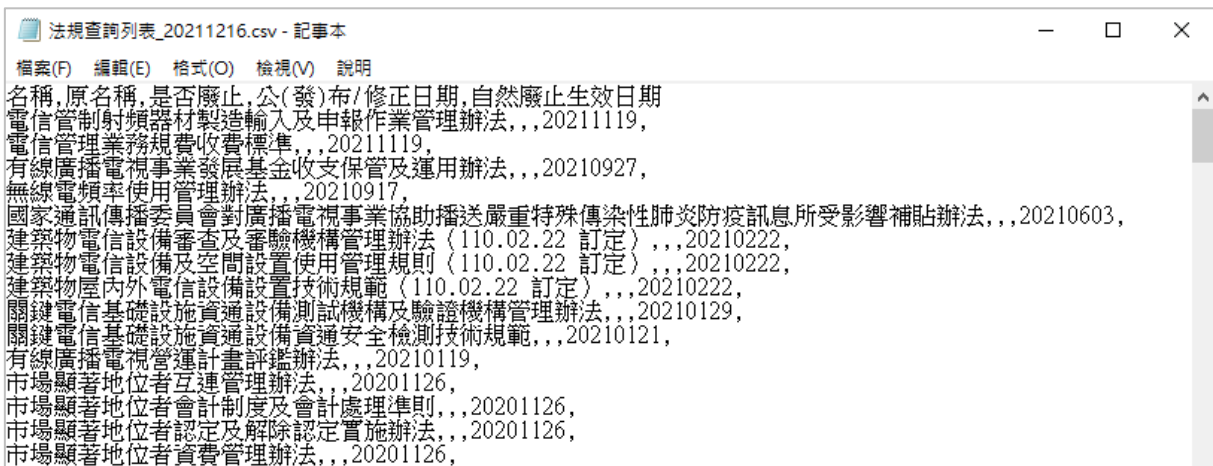 法規查詢列表_20211216.csv - 記事本
檔案(F) 編輯(E) 格式(O) 檢視(V) 說明
名稱,原名稱,是否廢止,公(發)布/修正日期,自然廢止生效日期
電信管制射頻器材製造輸入及申報作業管理辦法,,,20211119,
電信管理業務規費收費標準,,,20211119,
有線廣播電視事業發展基金收支保管及運用辦法,,,20210927,
無線電頻率使用管理辦法,,,20210917,
國家通訊傳播委員會對廣播電視事業協助播送嚴重特殊傳染性肺炎防疫訊息所受影響補貼辦法,,,20210603,
建築物電信設備審查及審驗機構管理辦法（110.02.22 訂定）,,,20210222,
建築物電信設備及空間設置使用管理規則（110.02.22 訂定）,,,20210222,
建築物屋內外電信設備設置技術規範（110.02.22 訂定）,,,20210222,
關鍵電信基礎設施資通設備測試機構及驗證機構管理辦法,,,20210129,
關鍵電信基礎設施資通設備資通安全檢測技術規範,,,20210121,
有線廣播電視營運計畫評鑑辦法,,,20210119,
市場顯著地位者互連管理辦法,,,20201126,
市場顯著地位者會計制度及會計處理準則,,,20201126,
市場顯著地位者認定及解除認定實施辦法,,,20201126,
市場顯著地位者資費管理辦法,,,20201126,